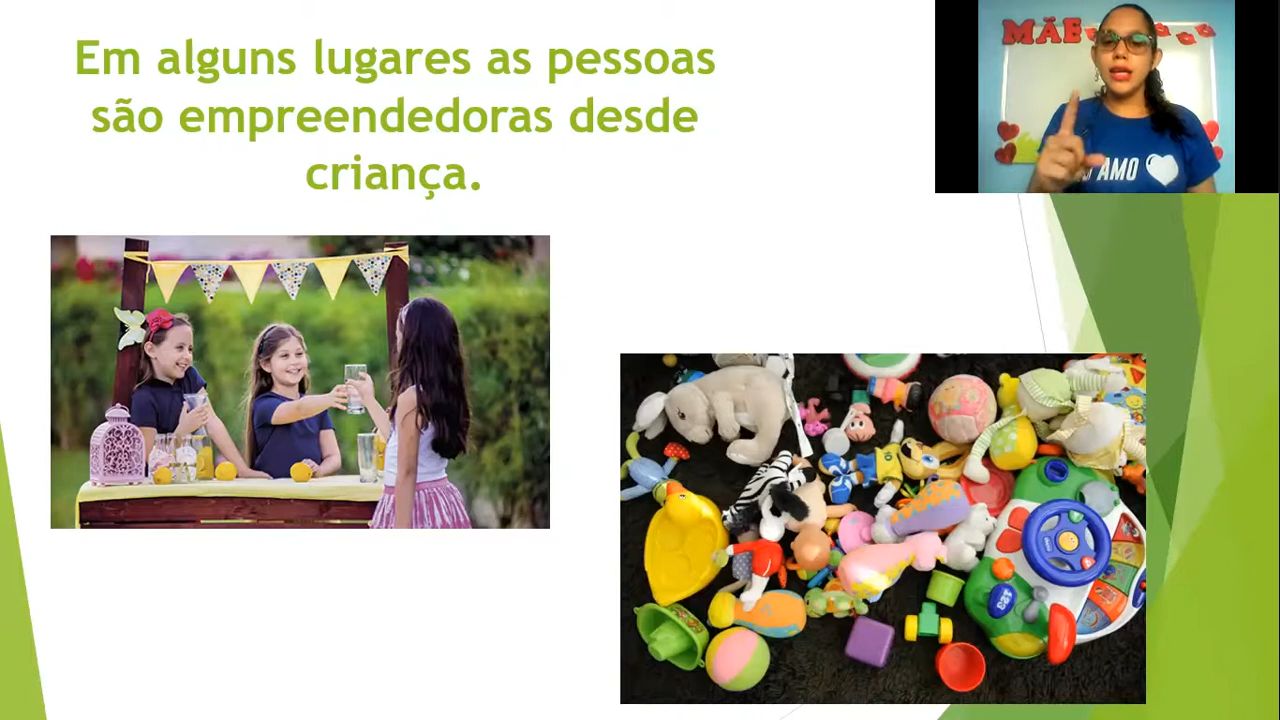 Em alguns lugares as pessoas
são empreendedoras desde
criança.
MÃE
AMO